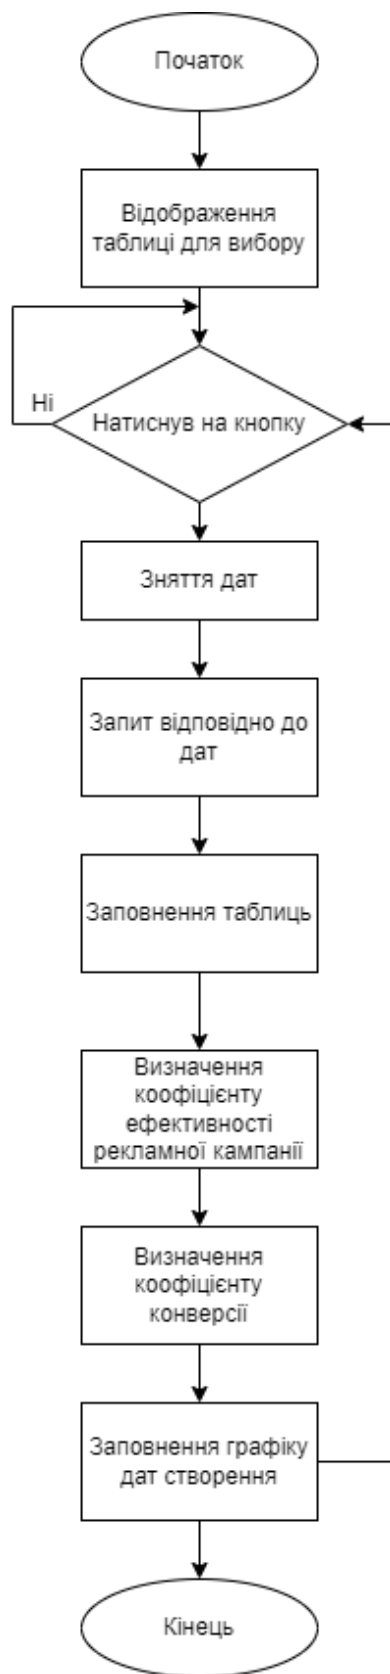 Початок
Відображення
таблиці для вибору
Ні
Натиснув на кнопку
Зняття дат
Запит відповідно до
дат
Заповнення таблиць
Визначення
коофіцієнту
ефективності
рекламної кампанії
Визначення
коофіцієнту
конверсії
Заповнення графіку
дат створення
Кінець